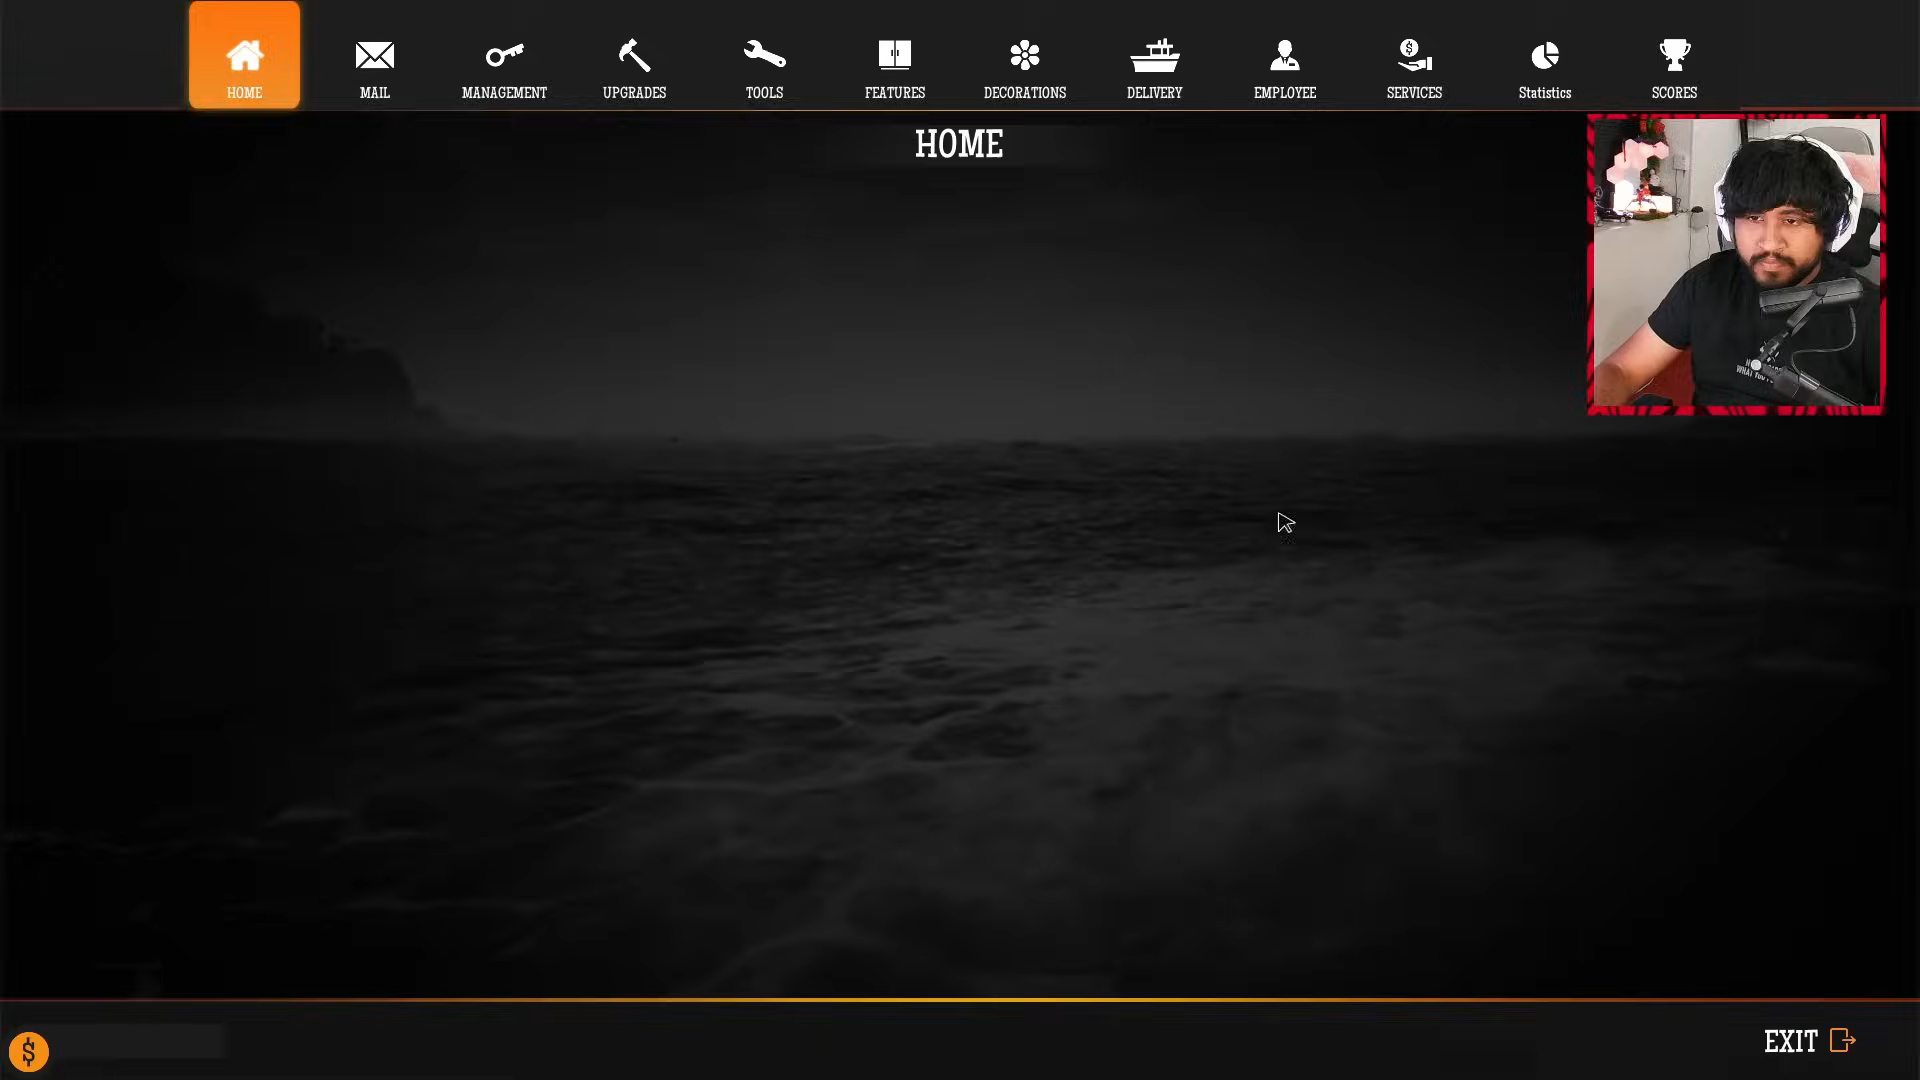 HOME
MAIL
MANAGEMENT
UPGRADES
TOOLS
FEATURES
DECORATIONS
DELIVERY
EMPLOYEE
SERVICES
Statistics
SCORES
HOME
EXIT